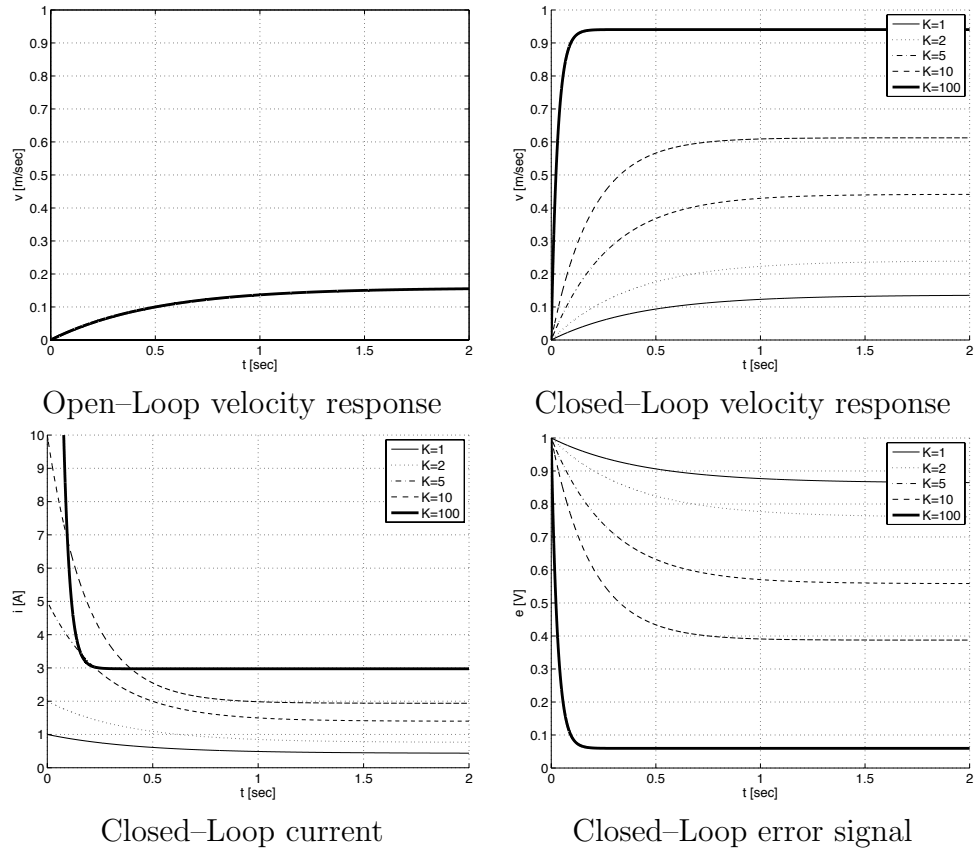 1
0.9
0.8
0.7
0.6
0.5
0.4
0.3
0.2
0.1
0
v [m/sec]
0 0.5 1 1.5 2
t [sec]
Open–Loop velocity response
1
0.9
0.8
0.7
0.6
0.5
0.4
0.3
0.2
0.1
0
v [m/sec]
K=1
K=2
K=5
K=10
K=100
0 0.5 1 1.5 2
t [sec]
Closed–Loop velocity response
10
9
8
7
6
5
4
3
2
1
0
i [A]
K=1
K=2
K=5
K=10
K=100
0 0.5 1 1.5 2
t [sec]
Closed–Loop current
1
0.9
0.8
0.7
0.6
0.5
0.4
0.3
0.2
0.1
0
e [V]
K=1
K=2
K=5
K=10
K=100
0 0.5 1 1.5 2
t [sec]
Closed–Loop error signal